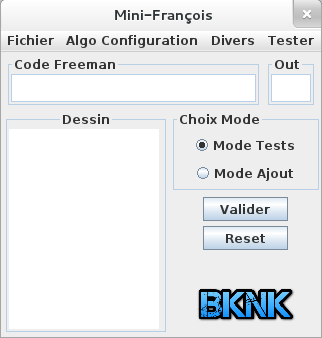 Mini-François
Fichier Algo Configuration Divers Tester
Code Freeman Out
Dessin Choix Mode
Mode Tests
Mode Ajout
Valider
Reset
BKNK